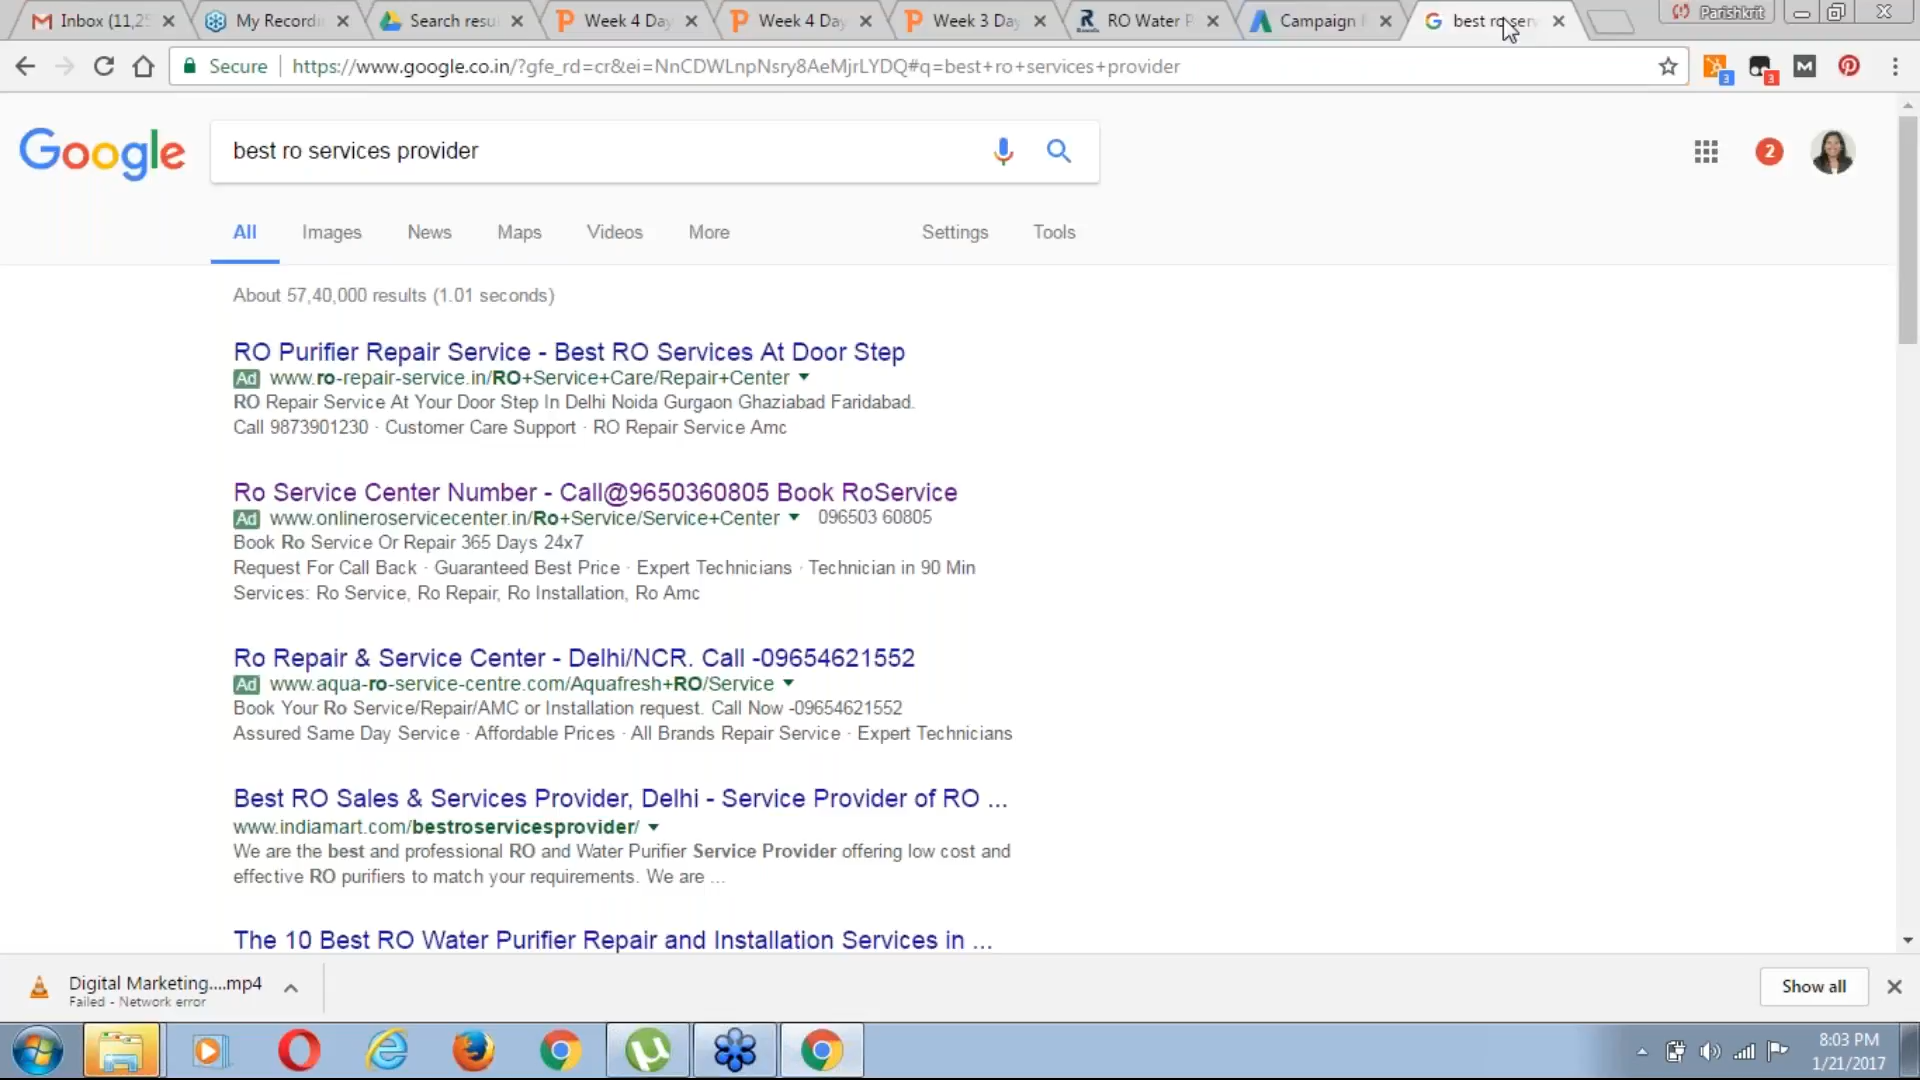 Inbox (11,25
My Recordi
Search resu
Week 4 Day
Week 4 Day
Week 3 Day
RO Water P
Campaign
best ro serv
Parishkrit
Secure
https://www.google.co.in/?gfe_rd=cr&ei=NnCDWLnpNsry8AeMjrLYDQ#q=best+ro+services+provider
3
3
M
Google
best ro services provider
2
All
Images
News
Maps
Videos
More
Settings
Tools
About 57,40,000 results (1.01 seconds)
RO Purifier Repair Service - Best RO Services At Door Step
Ad www.ro-repair-service.in/RO+Service+Care/Repair+Center
RO Repair Service At Your Door Step In Delhi Noida Gurgaon Ghaziabad Faridabad.
Call 9873901230 · Customer Care Support · RO Repair Service Amc
Ro Service Center Number - Call@9650360805 Book RoService
Ad www.onlineroservicecenter.in/Ro+Service/Service+Center 096503 60805
Book Ro Service Or Repair 365 Days 24x7
Request For Call Back · Guaranteed Best Price · Expert Technicians · Technician in 90 Min
Services: Ro Service, Ro Repair, Ro Installation, Ro Amc
Ro Repair & Service Center - Delhi/NCR. Call -09654621552
Ad www.aqua-ro-service-centre.com/Aquafresh+RO/Service
Book Your Ro Service/Repair/AMC or Installation request. Call Now -09654621552
Assured Same Day Service · Affordable Prices · All Brands Repair Service · Expert Technicians
Best RO Sales & Services Provider, Delhi - Service Provider of RO ...
www.indiamart.com/bestroservicesprovider/
We are the best and professional RO and Water Purifier Service Provider offering low cost and
effective RO purifiers to match your requirements. We are ...
The 10 Best RO Water Purifier Repair and Installation Services in ...
Digital Marketing....mp4
Failed - Network error
Show all
8:03 PM
1/21/2017